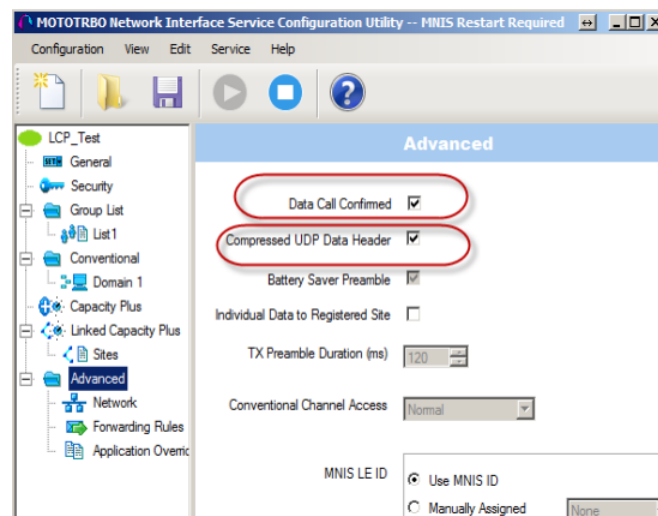 MOTOTRBO Network Interface Service Configuration Utility -- MNIS Restart Required
Configuration View Edit Service Help
LCP_Test
General
Security
Group List
List1
Conventional
Domain 1
Capacity Plus
Linked Capacity Plus
Sites
Advanced
Network
Forwarding Rules
Application Overric
Advanced
Data Call Confirmed
Compressed UDP Data Header
Battery Saver Preamble
Individual Data to Registered Site
TX Preamble Duration (ms) 120
Conventional Channel Access Normal
MNIS LE ID Use MNIS ID
Manually Assigned None